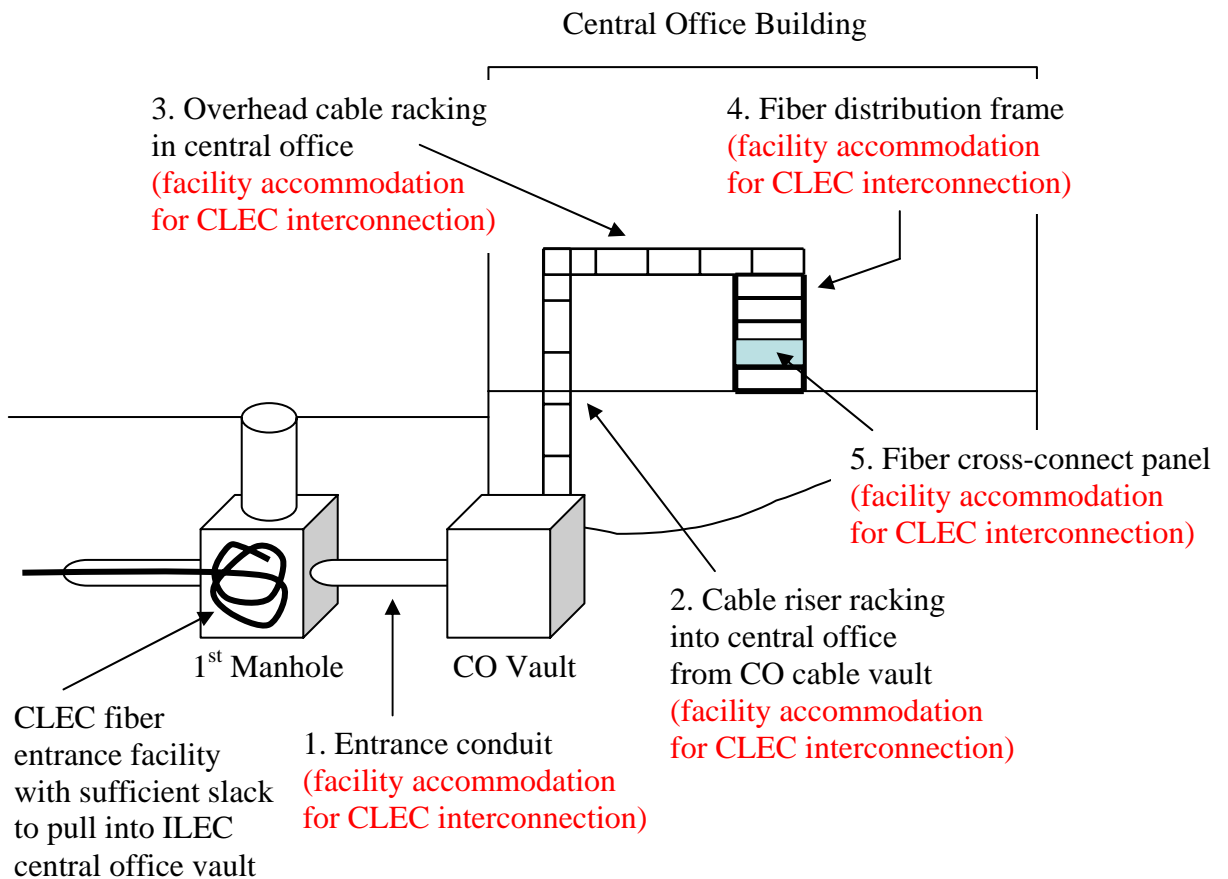 Central Office Building
3. Overhead cable racking
in central office
(facility accommodation
for CLEC interconnection)
4. Fiber distribution frame
(facility accommodation
for CLEC interconnection)
5. Fiber cross-connect panel
(facility accommodation
for CLEC interconnection)
2. Cable riser racking
into central office
from CO cable vault
(facility accommodation
for CLEC interconnection)
1st Manhole
CO Vault
CLEC fiber
entrance facility
with sufficient slack
to pull into ILEC
central office vault
1. Entrance conduit
(facility accommodation
for CLEC interconnection)